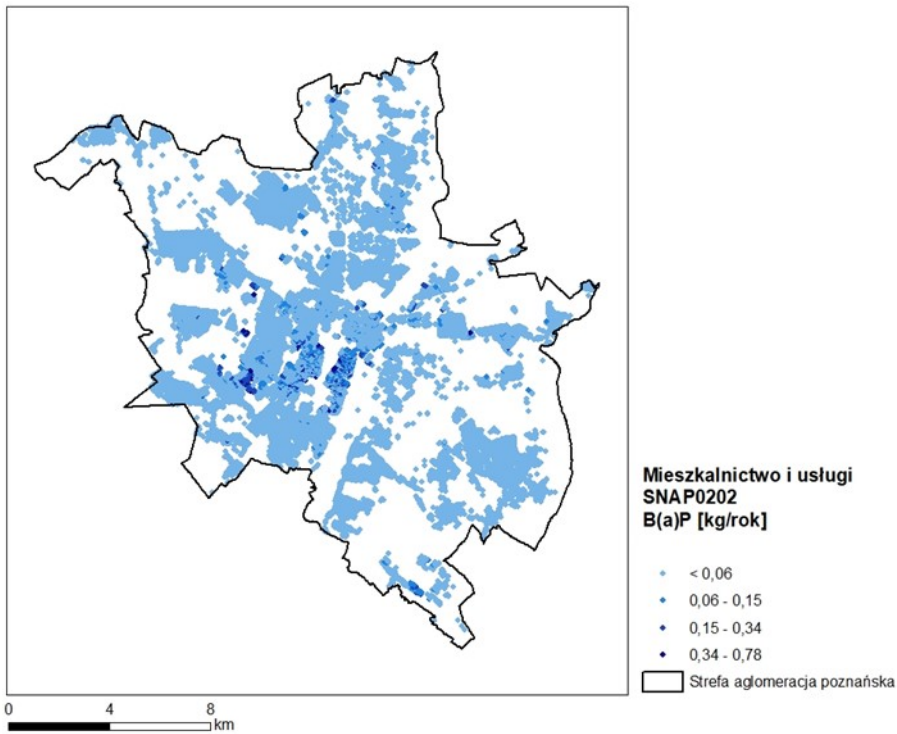 Mieszkalnictwo i usługi
SNAP0202
B(a)P [kg/rok]
< 0,06
0,06 - 0,15
0,15 - 0,34
0,34 - 0,78
Strefa aglomeracja poznańska
0 4 8
km